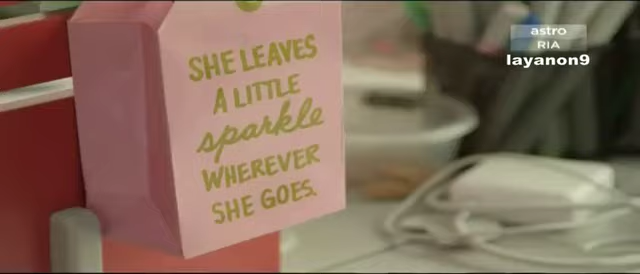 SHE LEAVES
A LITTLE
sparkle
WHEREVER
SHE GOES.
astro
RIA
layanon9